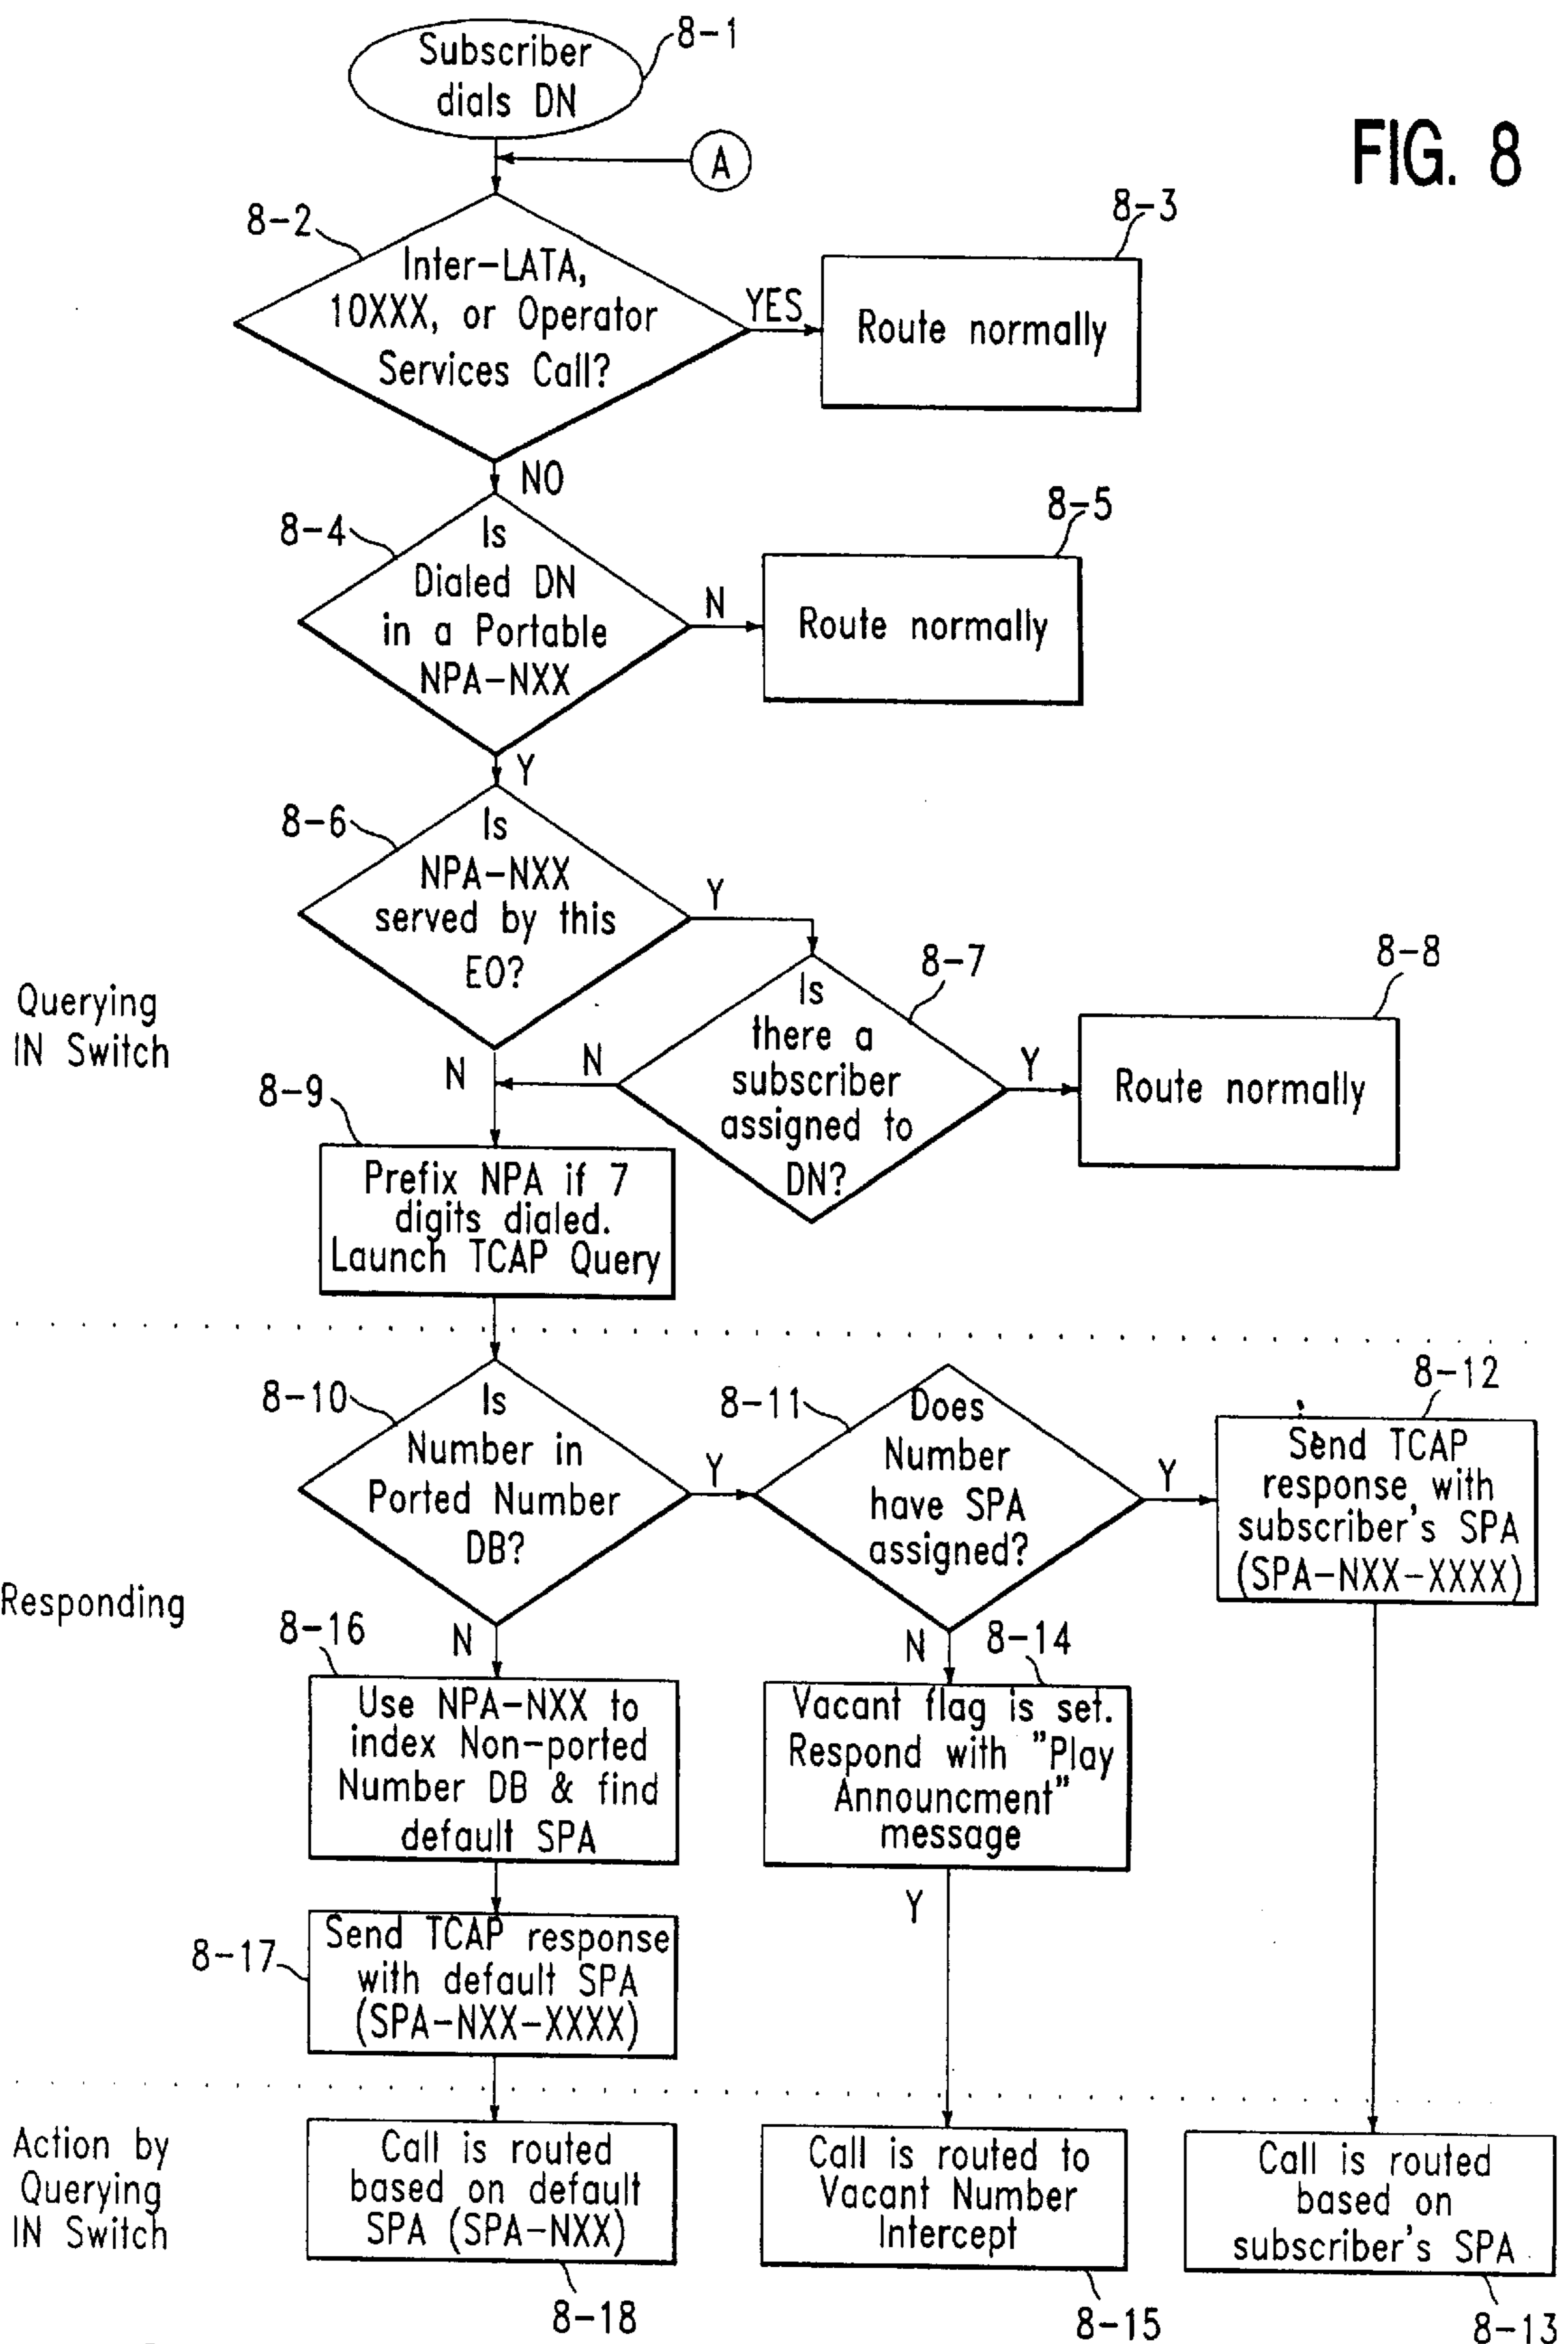 Subscriber
dials DN
8-1
A
FIG. 8
8-2
Inter-LATA,
10XXX, or Operator
Services Call?
YES
8-3
Route normally
NO
8-4
Is
Dialed DN
in a Portable
NPA-NXX
N
8-5
Route normally
Y
8-6
Is
NPA-NXX
served by this
EO?
Y
8-7
Is
there a
subscriber
assigned to
DN?
Y
8-8
Route normally
Querying
IN Switch
N
N
8-9
Prefix NPA if 7
digits dialed.
Launch TCAP Query
8-10
Is
Number in
Ported Number
DB?
Y
8-11
Does
Number
have SPA
assigned?
Y
8-12
Send TCAP
response with
subscriber's SPA
(SPA-NXX-XXXX)
Responding
N
8-16
Use NPA-NXX to
index Non-ported
Number DB & find
default SPA
N
8-14
Vacant flag is set.
Respond with "Play
Announcment"
message
Y
8-17
Send TCAP response
with default SPA
(SPA-NXX-XXXX)
Action by
Querying
IN Switch
Call is routed
based on default
SPA (SPA-NXX)
8-18
Call is routed to
Vacant Number
Intercept
8-15
Call is routed
based on
subscriber's SPA
8-13